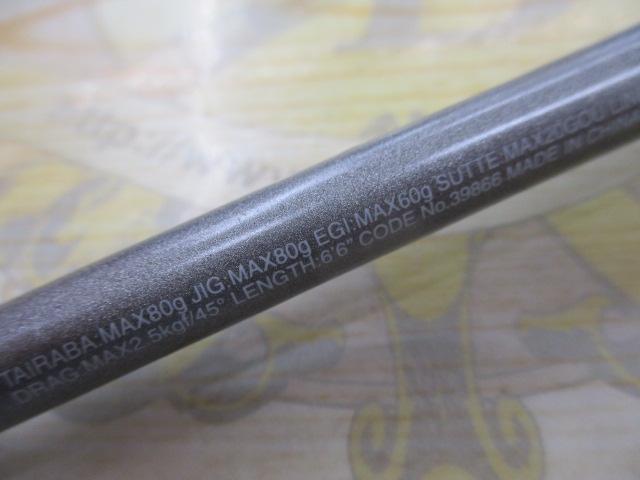 TAIRABA:MAX80g JIG:MAX80g EGI:MAX60g SUTTE:MAX20GOU
DRAG:MAX2.5kgf/45° LENGTH:6'6" CODE No.39866 MADE IN CHINA